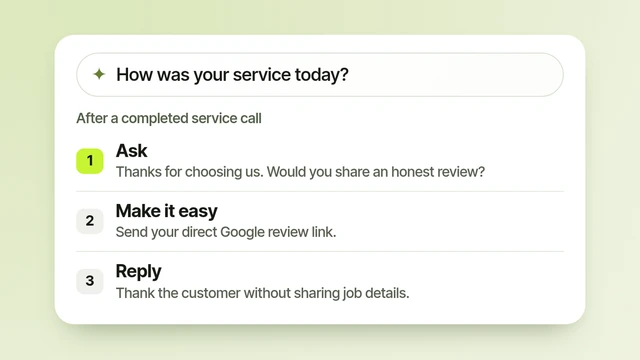 How was your service today?
After a completed service call
1
Ask
Thanks for choosing us. Would you share an honest review?
2
Make it easy
Send your direct Google review link.
3
Reply
Thank the customer without sharing job details.